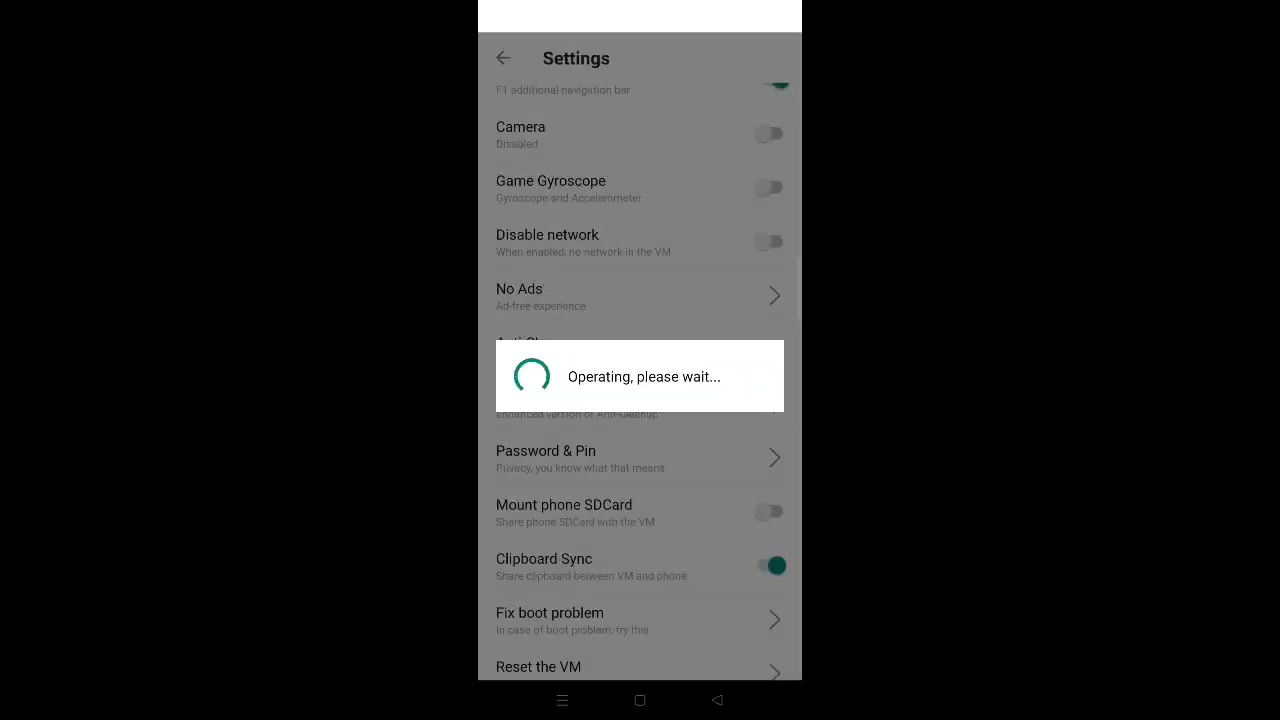 Settings
F1 additional navigation bar
Camera
Disabled
Game Gyroscope
Gyroscope and Accelerometer
Disable network
When enabled, no network in the VM
No Ads
Ad-free experience
Operating, please wait...
Enhanced version of Anti-Cleanup
Password & Pin
Privacy, you know what that means
Mount phone SDCard
Share phone SDCard with the VM
Clipboard Sync
Share clipboard between VM and phone
Fix boot problem
In case of boot problem, try this
Reset the VM